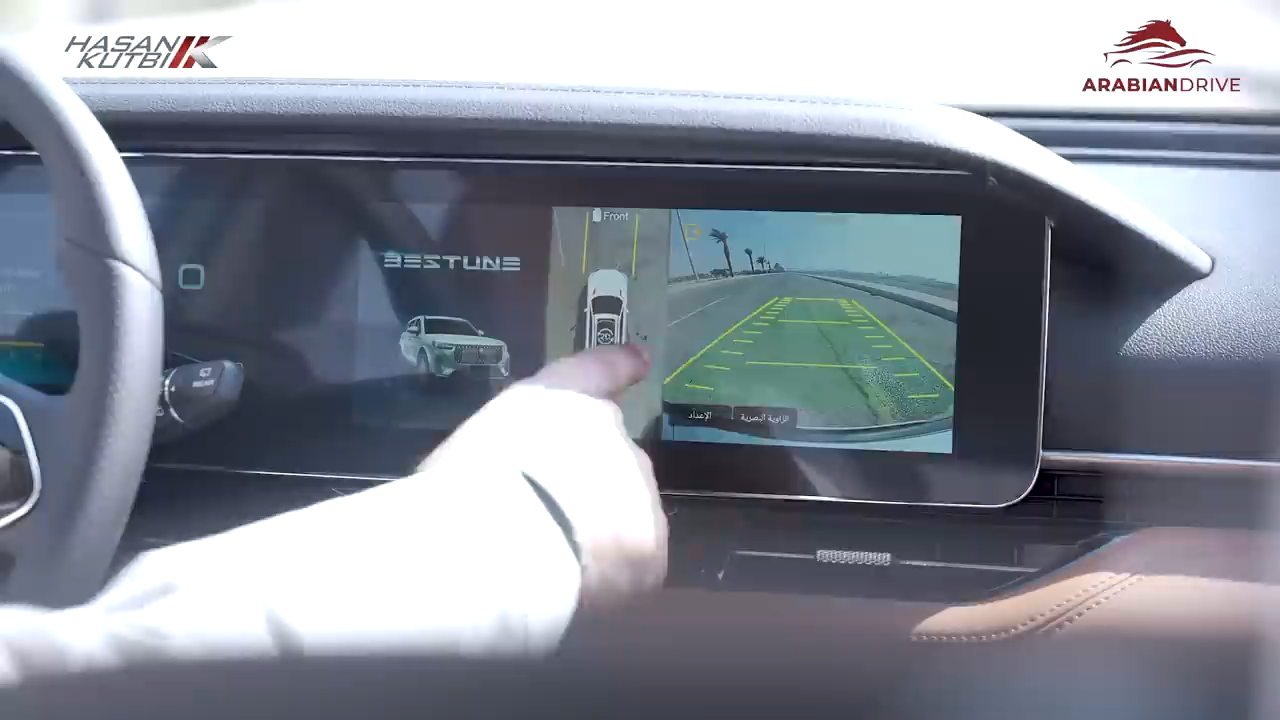 HASAN
KUTBI
ARABIANDRIVE
Front
BESTUNE
الإعداد
الزاوية البصرية